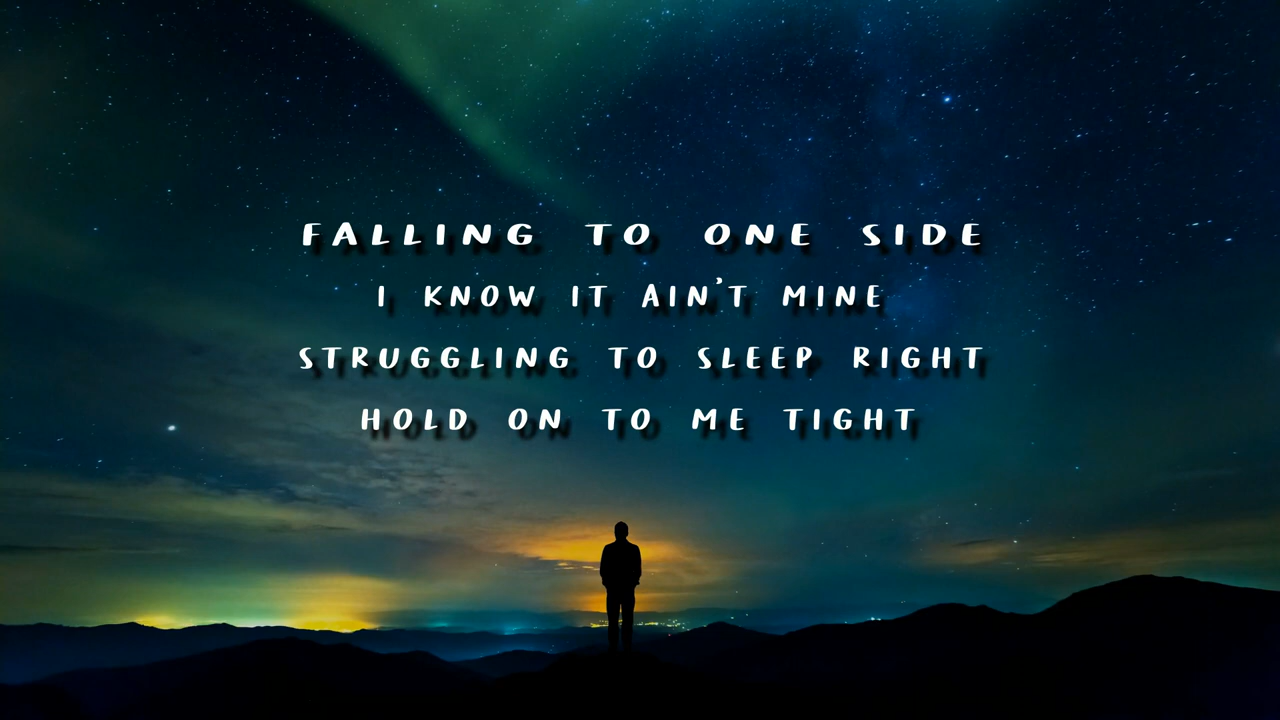 FALLING TO ONE SIDE
I KNOW IT AIN'T MINE
STRUGGLING TO SLEEP RIGHT
HOLD ON TO ME TIGHT